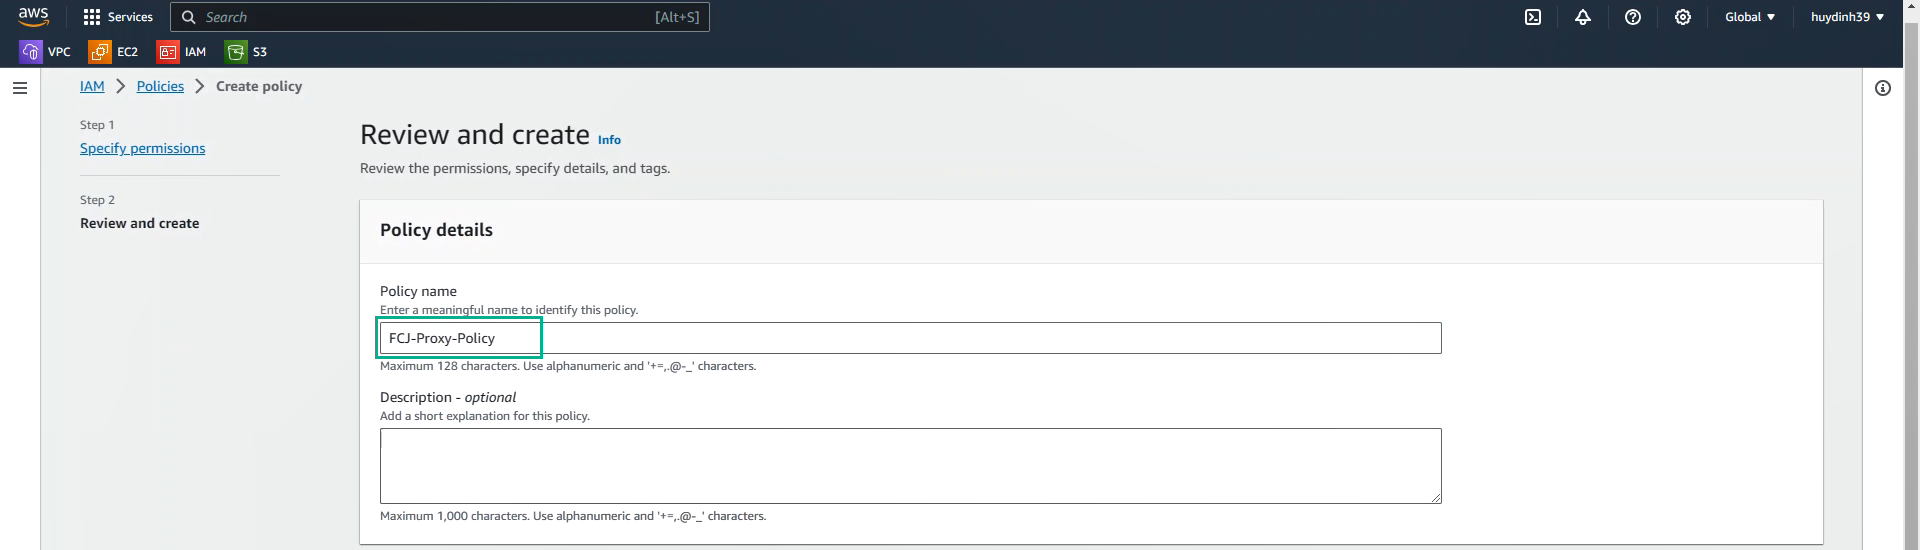 aws
Services
Search
[Alt+S]
Global
huydinh39
VPC
EC2
IAM
S3
IAM
Policies
Create policy
Step 1
Specify permissions
Step 2
Review and create
Review and create Info
Review the permissions, specify details, and tags.
Policy details
Policy name
Enter a meaningful name to identify this policy.
FCJ-Proxy-Policy
Maximum 128 characters. Use alphanumeric and '+=,.@-_' characters.
Description - optional
Add a short explanation for this policy.
Maximum 1,000 characters. Use alphanumeric and '+=,.@-_' characters.